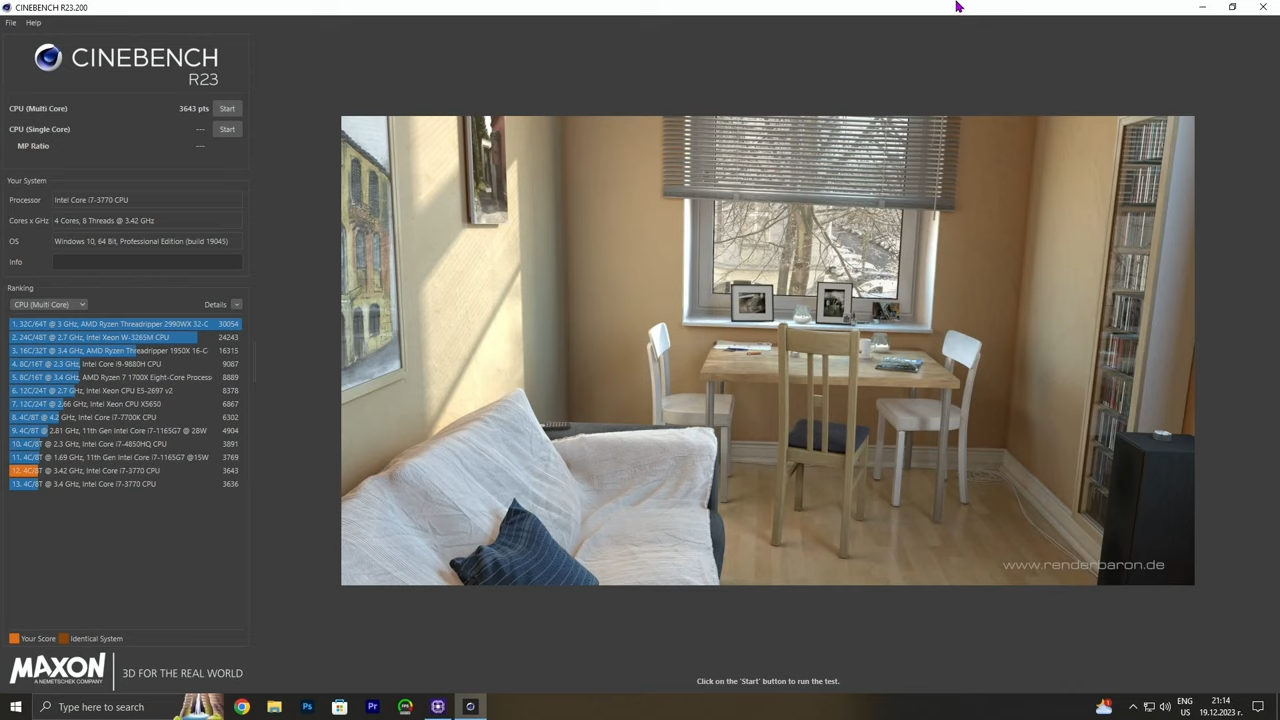 CINEBENCH R23.200
File Help
CINEBENCH
R23
CPU (Multi Core) 3643 pts Start
CPU (Single Core) --- Start
MP Ratio ---
Your System
Processor Intel Core i7-3770 CPU
Cores x GHz 4 Cores, 8 Threads @ 3.42 GHz
OS Windows 10, 64 Bit, Professional Edition (build 19045)
Info
Ranking
CPU (Multi Core) Details
1. 32C/64T @ 3 GHz, AMD Ryzen Threadripper 2990WX 32-C 30054
2. 24C/48T @ 2.7 GHz, Intel Xeon W-3265M CPU 24243
3. 16C/32T @ 3.4 GHz, AMD Ryzen Threadripper 1950X 16-C 16315
4. 8C/16T @ 2.3 GHz, Intel Core i9-9880H CPU 9087
5. 8C/16T @ 3.4 GHz, AMD Ryzen 7 1700X Eight-Core Process 8889
6. 12C/24T @ 2.7 GHz, Intel Xeon CPU E5-2697 v2 8378
7. 12C/24T @ 2.66 GHz, Intel Xeon CPU X5650 6867
8. 4C/8T @ 4.2 GHz, Intel Core i7-7700K CPU 6302
9. 4C/8T @ 2.81 GHz, 11th Gen Intel Core i7-1165G7 @ 28W 4904
10. 4C/8T @ 2.3 GHz, Intel Core i7-4850HQ CPU 3891
11. 4C/8T @ 1.69 GHz, 11th Gen Intel Core i7-1165G7 @15W 3769
12. 4C/8T @ 3.42 GHz, Intel Core i7-3770 CPU 3643
13. 4C/8T @ 3.4 GHz, Intel Core i7-3770 CPU 3636
www.renderbaron.de
Your Score Identical System
MAXON 3D FOR THE REAL WORLD
A NEMETSCHEK COMPANY
Click on the 'Start' button to run the test.
Type here to search
Ps
Pr
1
ENG
US
21:14
19.12.2023 г.